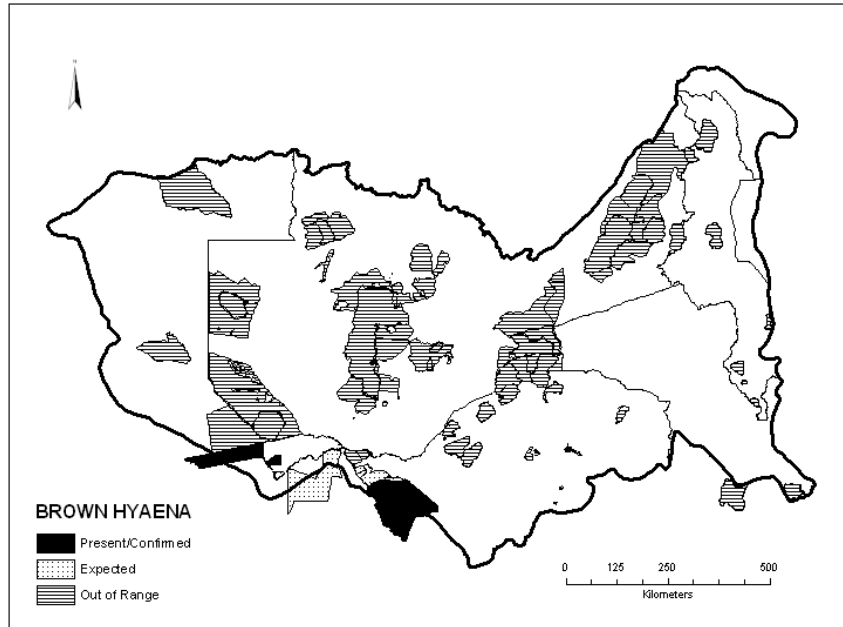 N
BROWN HYAENA
Present/Confirmed
Expected
Out of Range
0 125 250 500
Kilometers